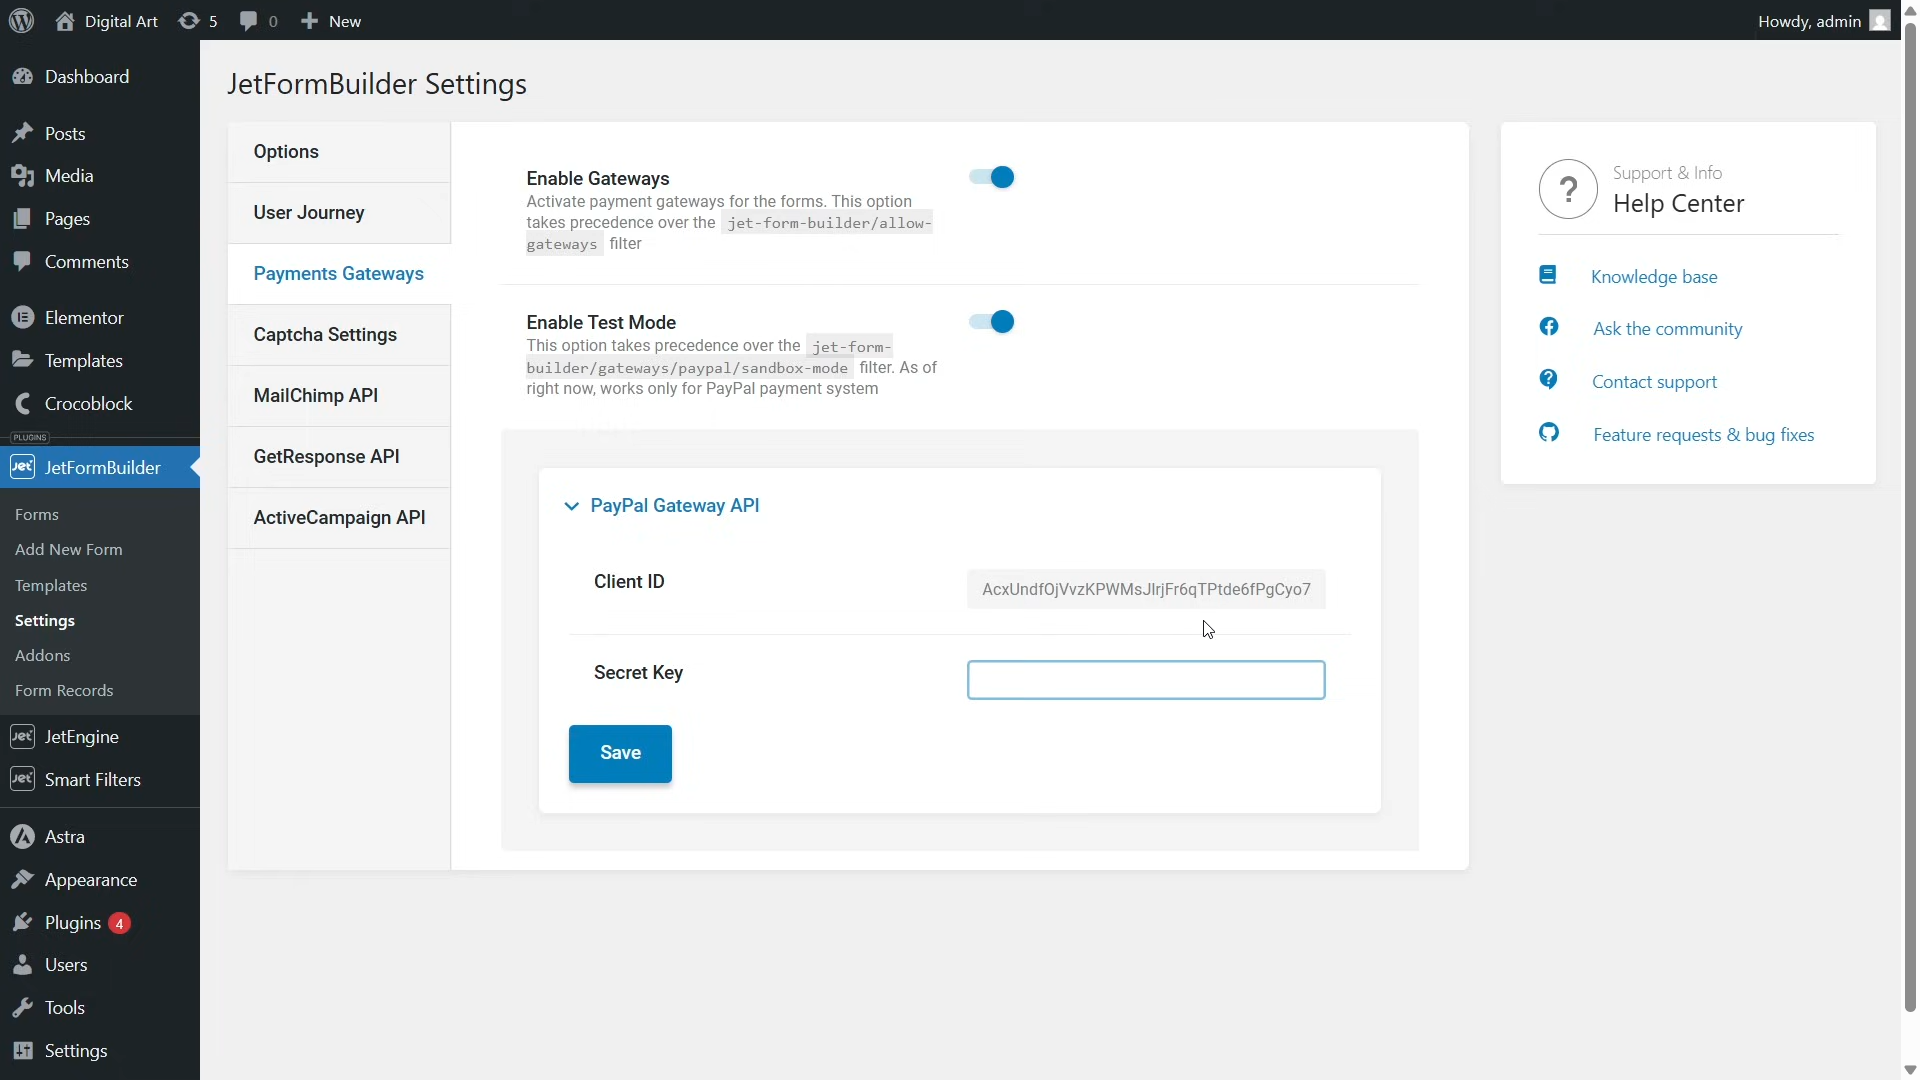 Digital Art
5
0
New
Howdy, admin
Dashboard
Posts
Media
Pages
Comments
Elementor
Templates
Crocoblock
PLUGINS
Jet JetFormBuilder
Forms
Add New Form
Templates
Settings
Addons
Form Records
Jet JetEngine
Jet Smart Filters
Astra
Appearance
Plugins 4
Users
Tools
Settings
JetFormBuilder Settings
Options
User Journey
Payments Gateways
Captcha Settings
MailChimp API
GetResponse API
ActiveCampaign API
Enable Gateways
Activate payment gateways for the forms. This option
takes precedence over the jet-form-builder/allow-
gateways filter
Enable Test Mode
This option takes precedence over the jet-form-
builder/gateways/paypal/sandbox-mode filter. As of
right now, works only for PayPal payment system
PayPal Gateway API
Client ID
AcxUndfOjVvzKPWMsJlrjFr6qTPtde6fPgCyo7
Secret Key
Save
?
Support & Info
Help Center
Knowledge base
Ask the community
Contact support
Feature requests & bug fixes